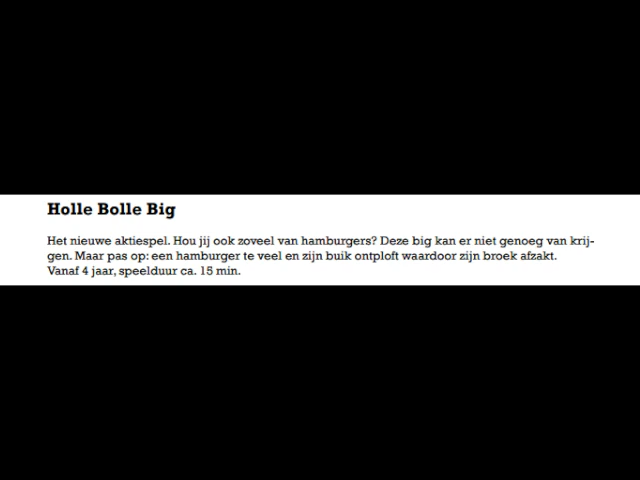 Holle Bolle Big
Het nieuwe aktiespel. Hou jij ook zoveel van hamburgers? Deze big kan er niet genoeg van krij-
gen. Maar pas op: een hamburger te veel en zijn buik ontploft waardoor zijn broek afzakt.
Vanaf 4 jaar, speelduur ca. 15 min.